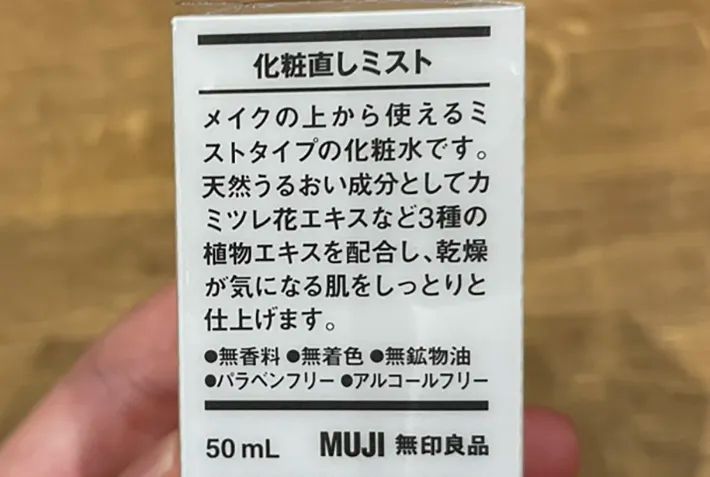 化粧直しミスト
メイクの上から使えるミ
ストタイプの化粧水です。
天然うるおい成分としてカ
ミツレ花エキスなど3種の
植物エキスを配合し、乾燥
が気になる肌をしっとりと
仕上げます。
●無香料 ●無着色 ●無鉱物油
●パラベンフリー ●アルコールフリー
50 mL MUJI 無印良品